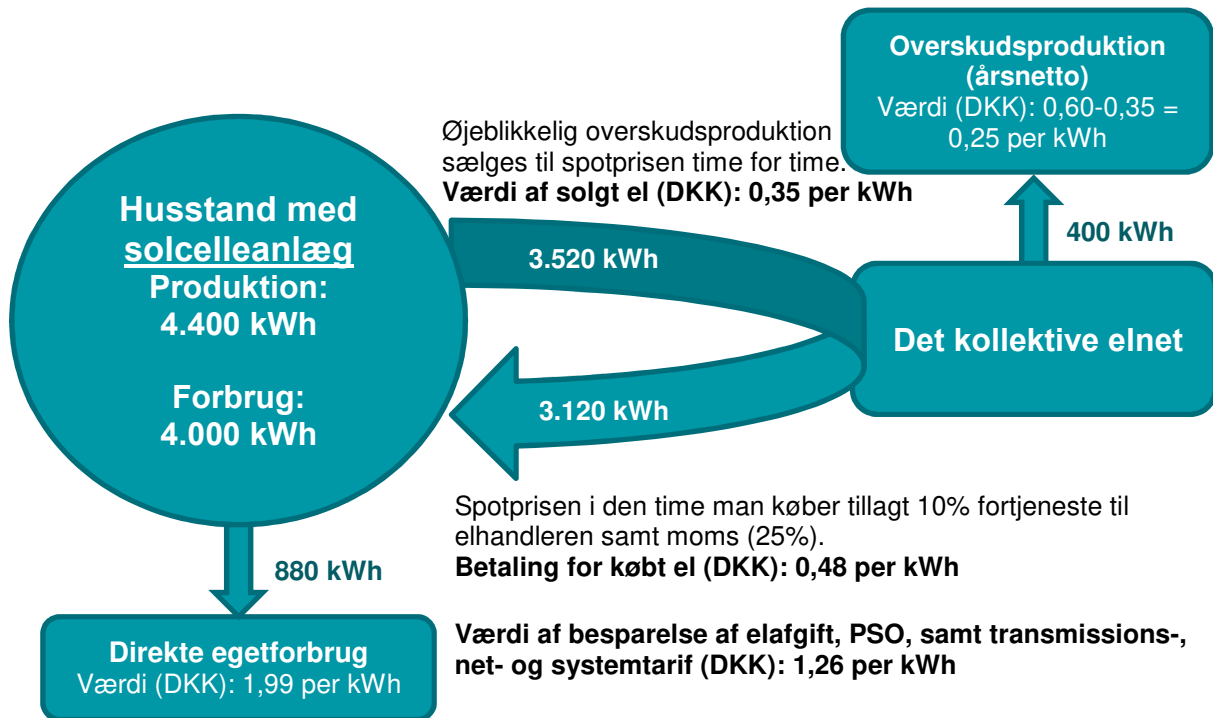 Overskudsproduktion
(årsnetto)
Værdi (DKK): 0,60-0,35 =
0,25 per kWh
Øjeblikkelig overskudsproduktion
sælges til spotprisen time for time.
Værdi af solgt el (DKK): 0,35 per kWh
Husstand med
solcelleanlæg
Produktion:
4.400 kWh
Forbrug:
4.000 kWh
3.520 kWh
400 kWh
Det kollektive elnet
3.120 kWh
Spotprisen i den time man køber tillagt 10% fortjeneste til
elhandleren samt moms (25%).
Betaling for købt el (DKK): 0,48 per kWh
880 kWh
Værdi af besparelse af elafgift, PSO, samt transmissions-,
net- og systemtarif (DKK): 1,26 per kWh
Direkte egetforbrug
Værdi (DKK): 1,99 per kWh